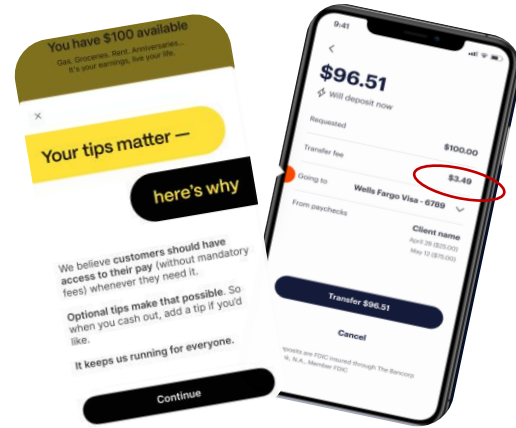 You have $100 available
Gas. Groceries. Rent. Anniversaries...
It's your earnings, live your life.
×
Your tips matter —
here's why
We believe customers should have
access to their pay (without mandatory
fees) whenever they need it.
Optional tips make that possible. So
when you cash out, add a tip if you'd
like.
It keeps us running for everyone.
Continue
9:41
$96.51
Will deposit now
Requested $100.00
Transfer fee $3.49
Going to Wells Fargo Visa - 6789
From paychecks Client name
April 28 ($25.00)
May 12 ($75.00)
Transfer $96.51
Cancel
are FDIC insured through The Bancorp
N.A., Member FDIC